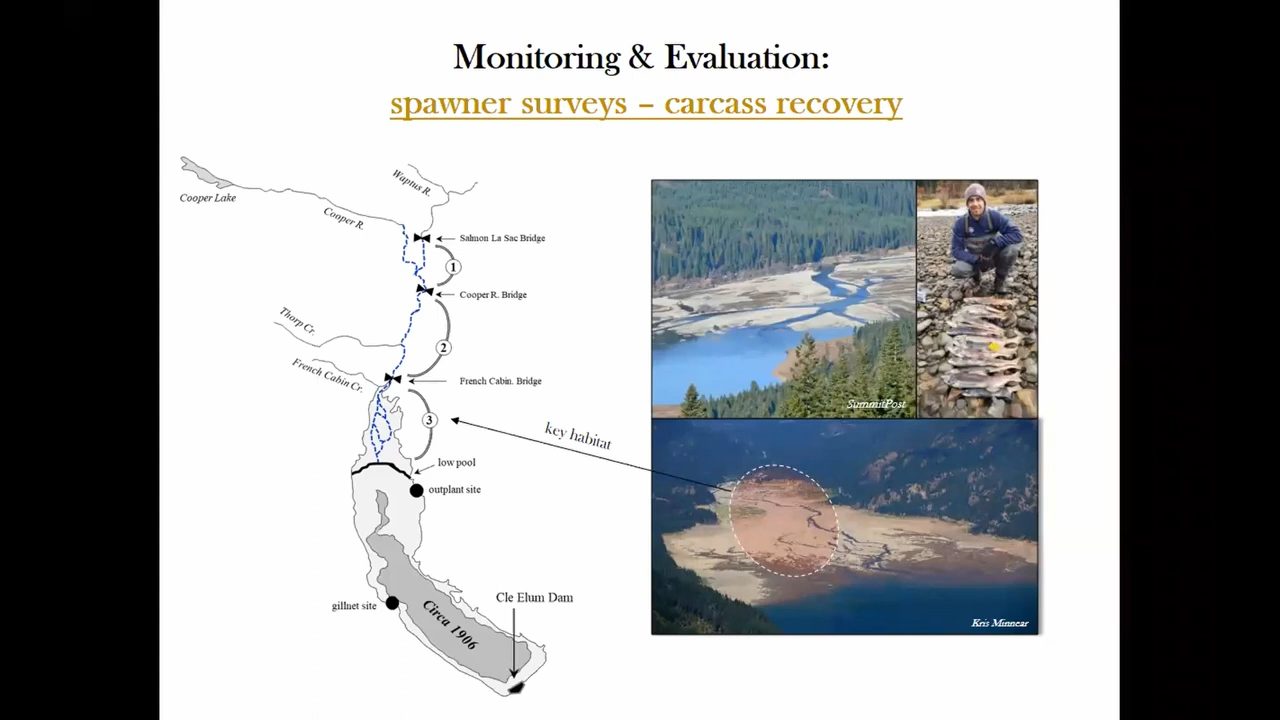 Monitoring & Evaluation:
spawner surveys – carcass recovery
Waptus R.
Cooper Lake
Cooper R.
Salmon La Sac Bridge
1
Cooper R. Bridge
Thorp Cr.
2
French Cabin Cr.
French Cabin. Bridge
3
low pool
outplant site
gillnet site
Circa 1906
Cle Elum Dam
key habitat
SummitPost
Kris Minnear